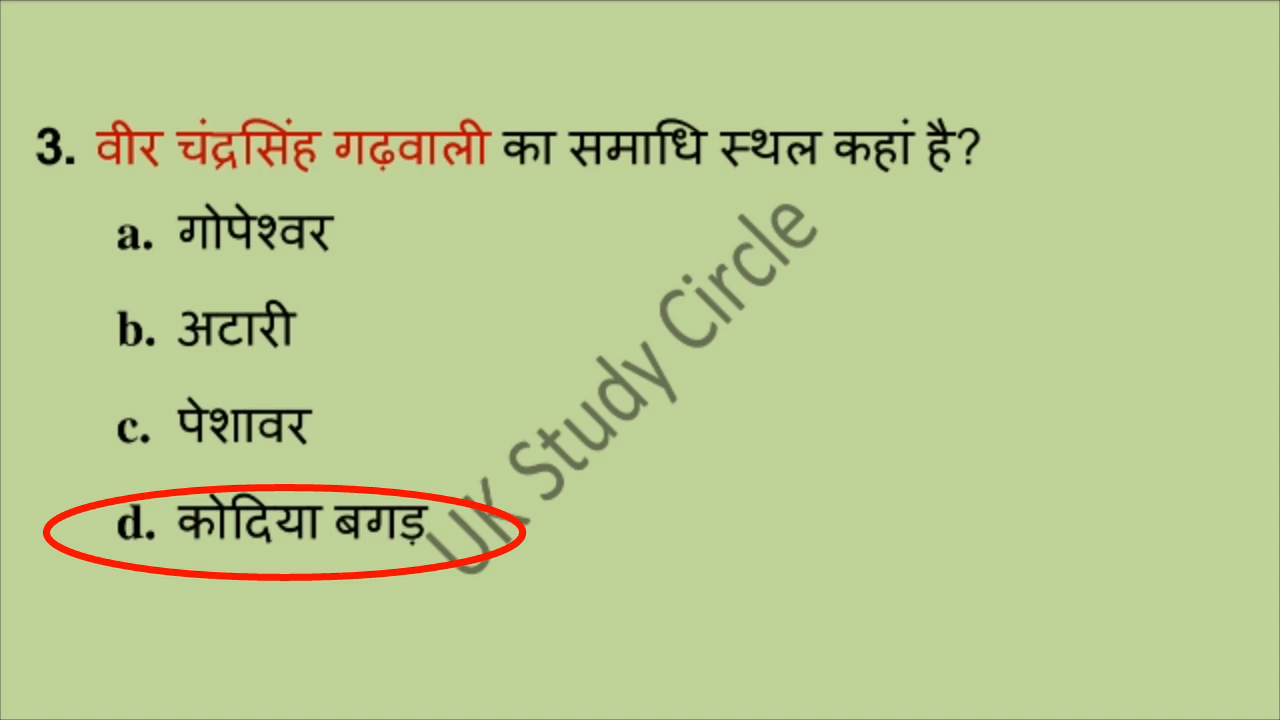 3. वीर चंद्रसिंह गढ़वाली का समाधि स्थल कहां है?
a. गोपेश्वर
b. अटारी
c. पेशावर
d. कोदिया बगड़
UK Study Circle